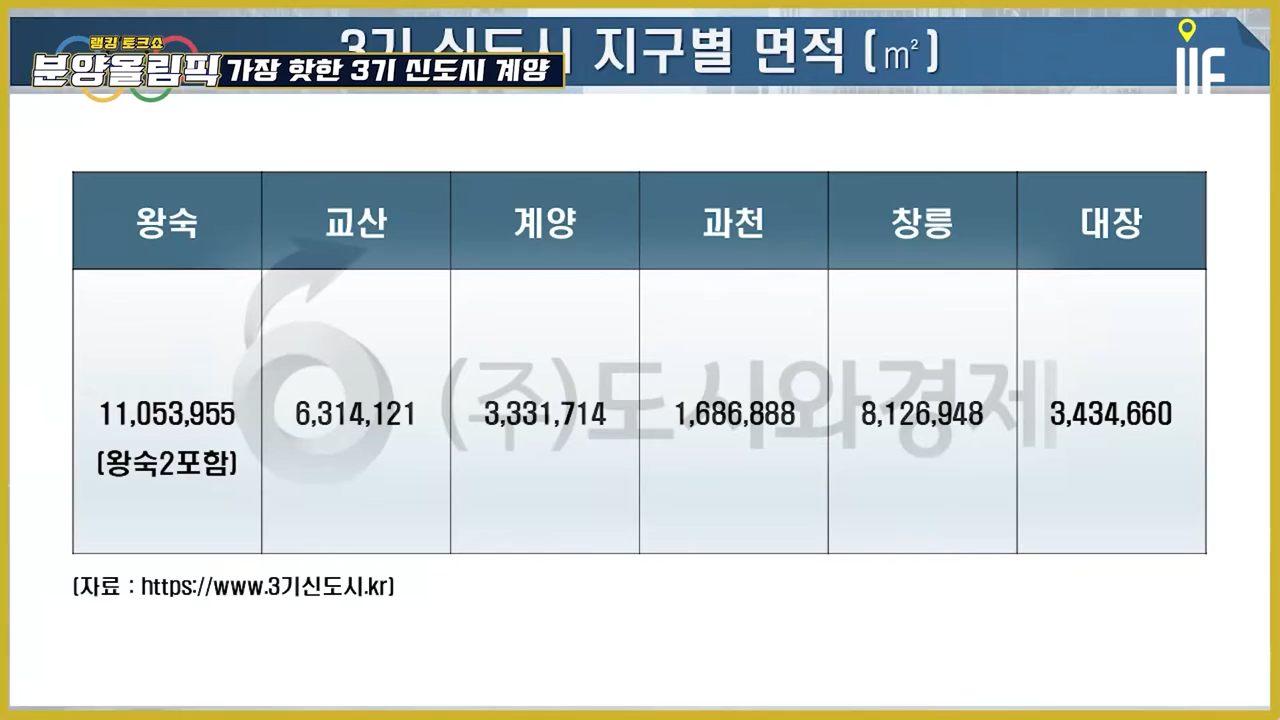 랭킹 토크쇼
분양올림픽 가장 핫한 3기 신도시 계양
3기 신도시 지구별 면적 (㎡)
IIF
왕숙 교산 계양 과천 창릉 대장
11,053,955 6,314,121 3,331,714 1,686,888 8,126,948 3,434,660
(왕숙2포함)
(주)도시와경제
(자료 : https://www.3기신도시.kr)